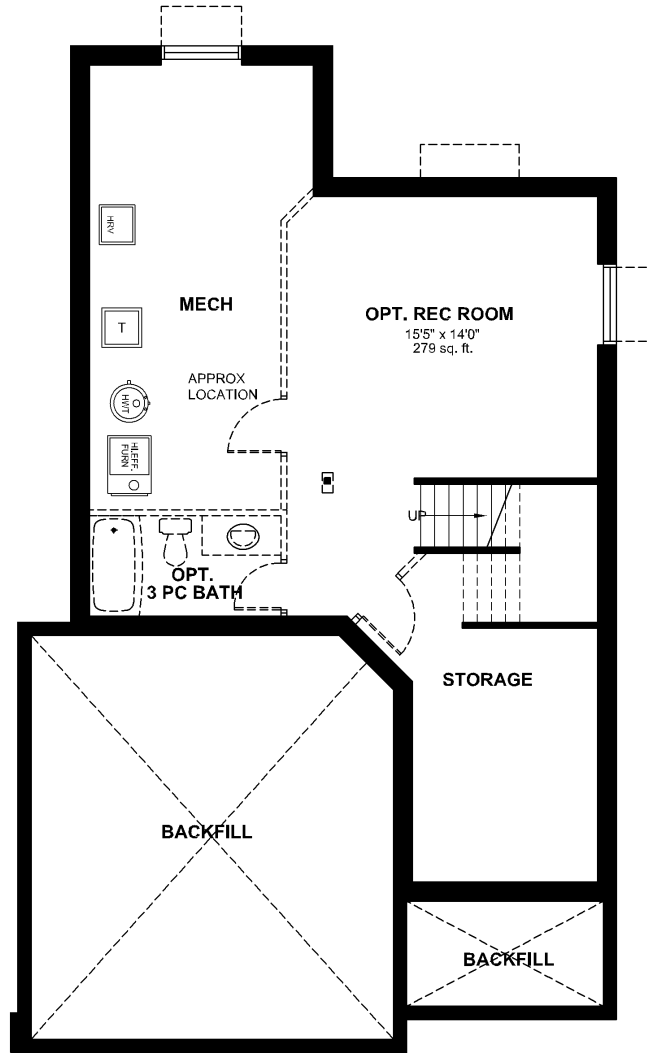 HRV
MECH
T
OPT. REC ROOM
15'5" x 14'0"
279 sq. ft.
APPROX
LOCATION
HWT
HI.EFF.
FURN
UP
OPT.
3 PC BATH
STORAGE
BACKFILL
BACKFILL